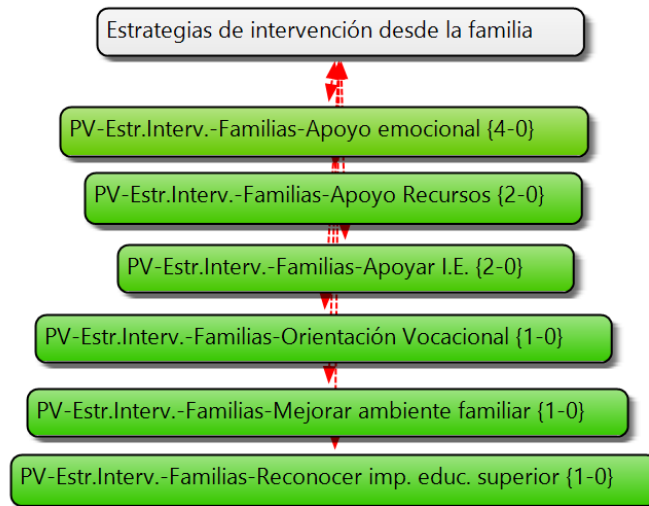 Estrategias de intervención desde la familia
PV-Estr.Interv.-Familias-Apoyo emocional {4-0}
PV-Estr.Interv.-Familias-Apoyo Recursos {2-0}
PV-Estr.Interv.-Familias-Apoyar I.E. {2-0}
PV-Estr.Interv.-Familias-Orientación Vocacional {1-0}
PV-Estr.Interv.-Familias-Mejorar ambiente familiar {1-0}
PV-Estr.Interv.-Familias-Reconocer imp. educ. superior {1-0}